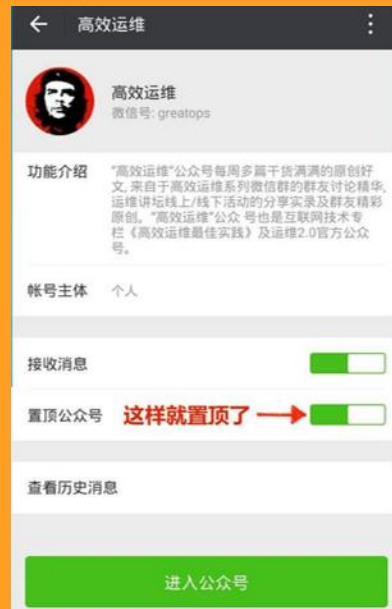 高效运维
高效运维
微信号: greatops
功能介绍
“高效运维”公众号每周多篇干货满满的原创好
文, 来自于高效运维系列微信群的群友讨论精华,
运维讲坛线上/线下活动的分享实录及群友精彩
原创。“高效运维”公众 号也是互联网技术专
栏《高效运维最佳实践》及运维2.0官方公众
号。
帐号主体 个人
接收消息
置顶公众号 这样就置顶了
查看历史消息
进入公众号